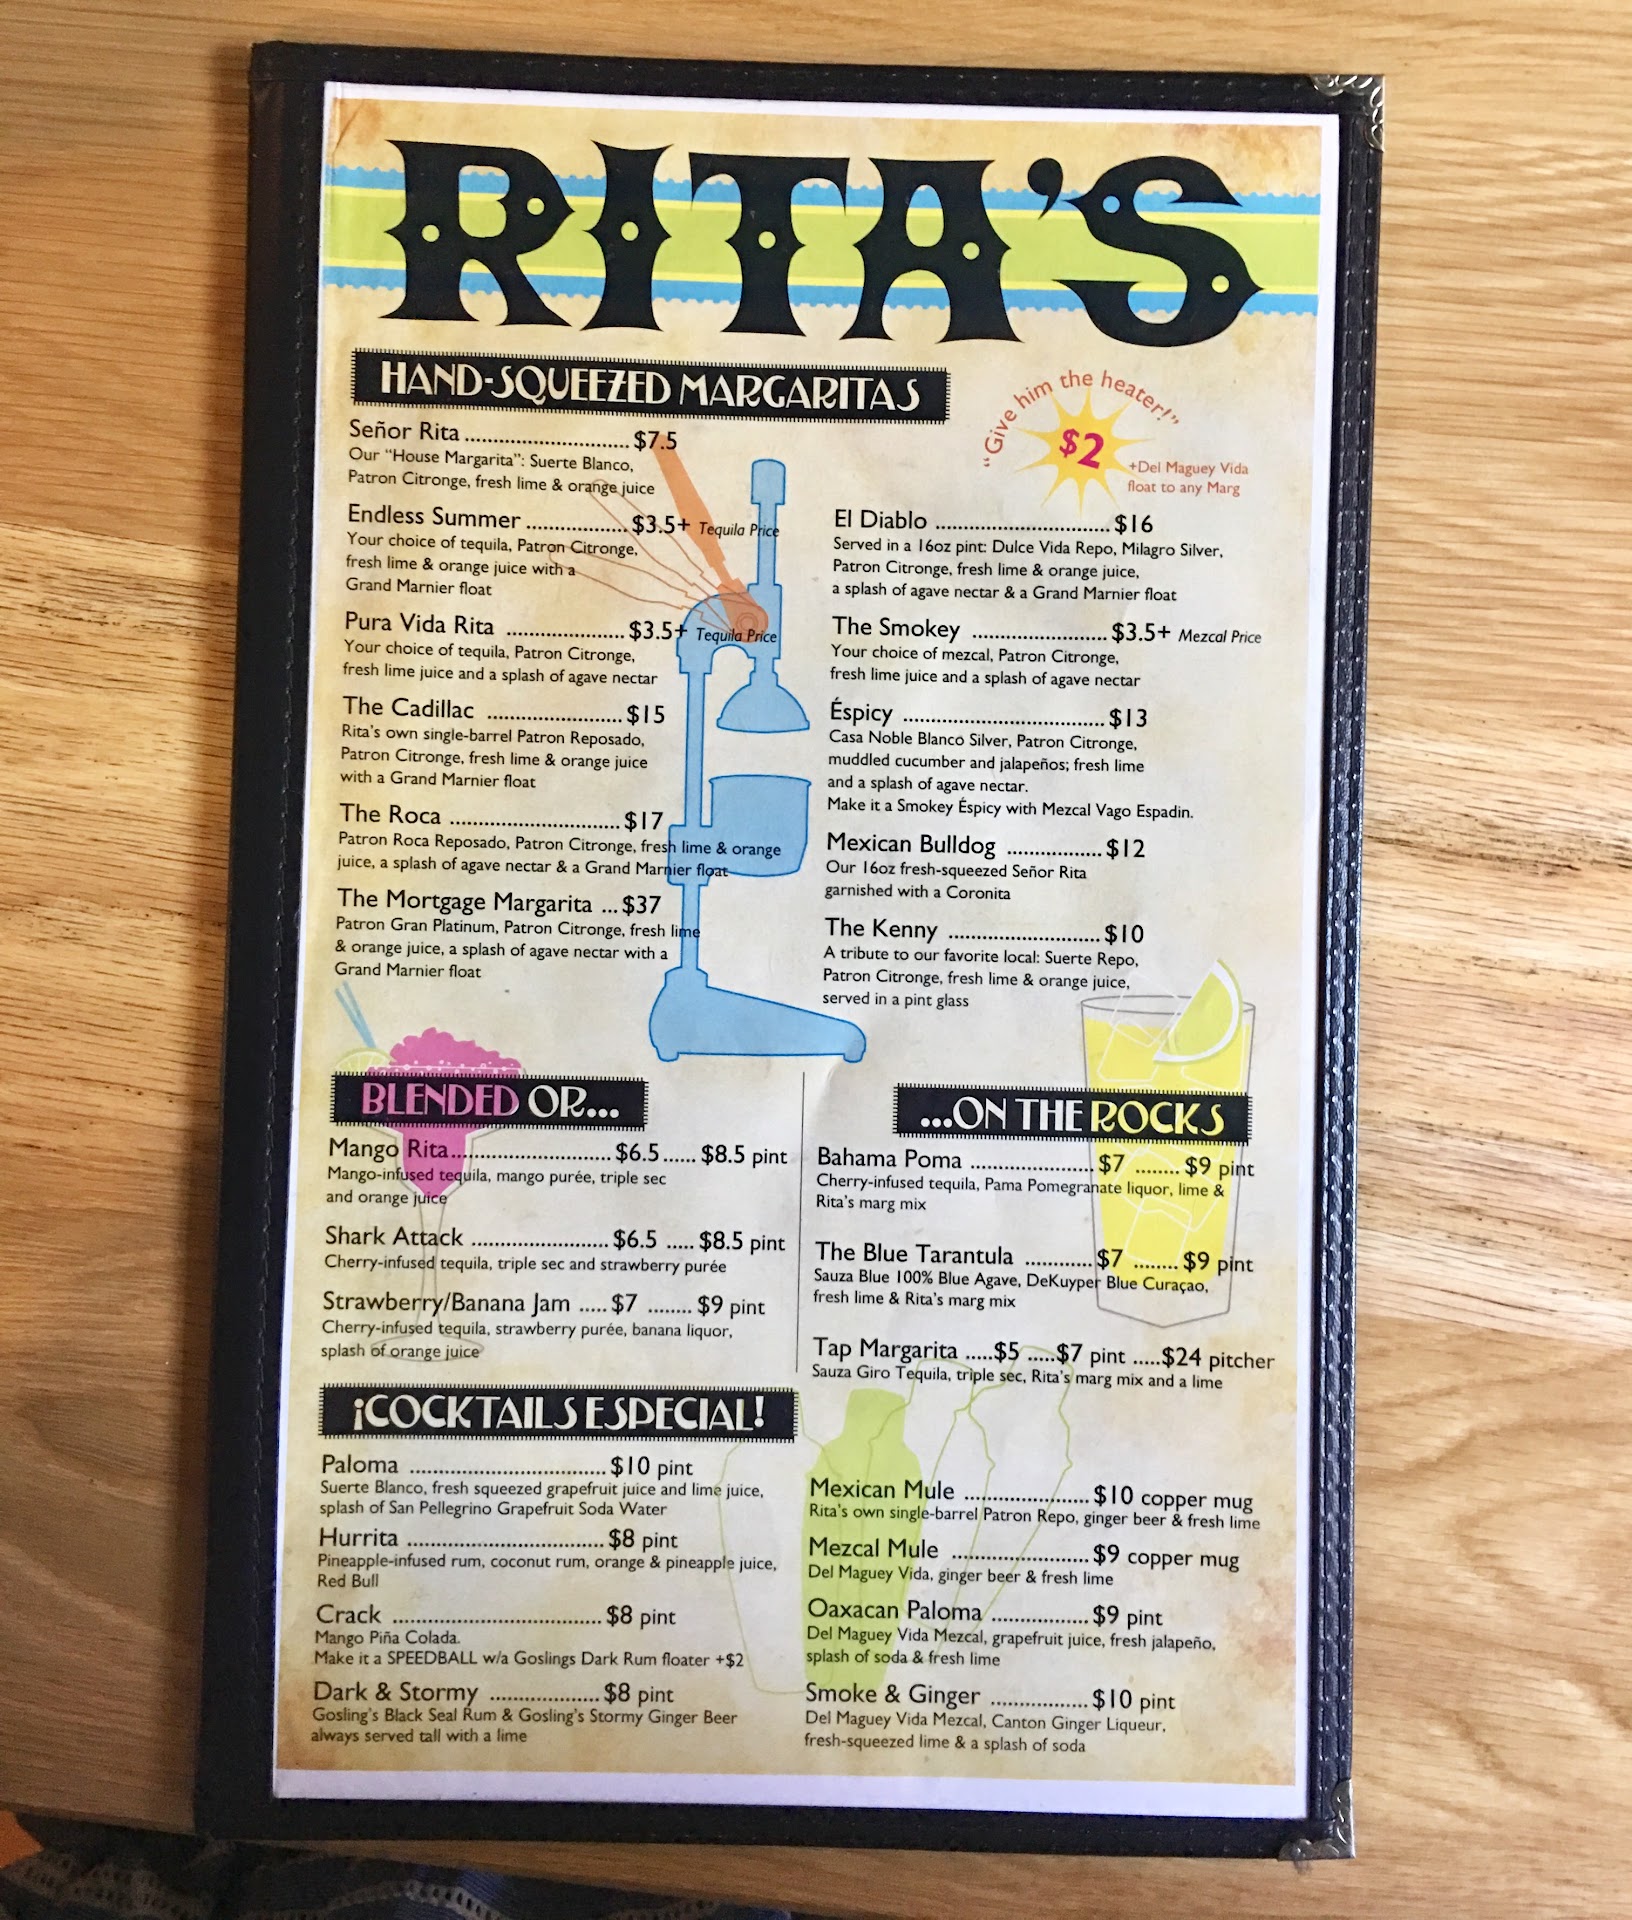 RITA'S
HAND-SQUEEZED MARGARITAS
Señor Rita ............................ $7.5
Our "House Margarita": Suerte Blanco,
Patron Citronge, fresh lime & orange juice
Endless Summer ................. $3.5+ Tequila Price
Your choice of tequila, Patron Citronge,
fresh lime & orange juice with a
Grand Marnier float
Pura Vida Rita .................... $3.5+ Tequila Price
Your choice of tequila, Patron Citronge,
fresh lime juice and a splash of agave nectar
The Cadillac ....................... $15
Rita's own single-barrel Patron Reposado,
Patron Citronge, fresh lime & orange juice
with a Grand Marnier float
The Roca ............................. $17
Patron Roca Reposado, Patron Citronge, fresh lime & orange
juice, a splash of agave nectar & a Grand Marnier float
The Mortgage Margarita ... $37
Patron Gran Platinum, Patron Citronge, fresh lime
& orange juice, a splash of agave nectar with a
Grand Marnier float
"Give him the heater!"
$2
+Del Maguey Vida
float to any Marg
El Diablo .............................. $16
Served in a 16oz pint: Dulce Vida Repo, Milagro Silver,
Patron Citronge, fresh lime & orange juice,
a splash of agave nectar & a Grand Marnier float
The Smokey ....................... $3.5+ Mezcal Price
Your choice of mezcal, Patron Citronge,
fresh lime juice and a splash of agave nectar
Éspicy .................................. $13
Casa Noble Blanco Silver, Patron Citronge,
muddled cucumber and jalapeños; fresh lime
and a splash of agave nectar.
Make it a Smokey Éspicy with Mezcal Vago Espadin.
Mexican Bulldog ................ $12
Our 16oz fresh-squeezed Señor Rita
garnished with a Coronita
The Kenny .......................... $10
A tribute to our favorite local: Suerte Repo,
Patron Citronge, fresh lime & orange juice,
served in a pint glass
BLENDED OR...
Mango Rita........................... $6.5 ...... $8.5 pint
Mango-infused tequila, mango purée, triple sec
and orange juice
Shark Attack ....................... $6.5 ..... $8.5 pint
Cherry-infused tequila, triple sec and strawberry purée
Strawberry/Banana Jam ..... $7 ........ $9 pint
Cherry-infused tequila, strawberry purée, banana liquor,
splash of orange juice
...ON THE ROCKS
Bahama Poma ..................... $7 ........ $9 pint
Cherry-infused tequila, Pama Pomegranate liquor, lime &
Rita's marg mix
The Blue Tarantula ............ $7 ........ $9 pint
Sauza Blue 100% Blue Agave, DeKuyper Blue Curaçao,
fresh lime & Rita's marg mix
Tap Margarita .....$5 .....$7 pint .....$24 pitcher
Sauza Giro Tequila, triple sec, Rita's marg mix and a lime
¡COCKTAILS ESPECIAL!
Paloma .................................. $10 pint
Suerte Blanco, fresh squeezed grapefruit juice and lime juice,
splash of San Pellegrino Grapefruit Soda Water
Hurrita .................................. $8 pint
Pineapple-infused rum, coconut rum, orange & pineapple juice,
Red Bull
Crack .................................... $8 pint
Mango Piña Colada.
Make it a SPEEDBALL w/a Goslings Dark Rum floater +$2
Dark & Stormy ................... $8 pint
Gosling's Black Seal Rum & Gosling's Stormy Ginger Beer
always served tall with a lime
Mexican Mule ..................... $10 copper mug
Rita's own single-barrel Patron Repo, ginger beer & fresh lime
Mezcal Mule ....................... $9 copper mug
Del Maguey Vida, ginger beer & fresh lime
Oaxacan Paloma ................. $9 pint
Del Maguey Vida Mezcal, grapefruit juice, fresh jalapeño,
splash of soda & fresh lime
Smoke & Ginger ................. $10 pint
Del Maguey Vida Mezcal, Canton Ginger Liqueur,
fresh-squeezed lime & a splash of soda